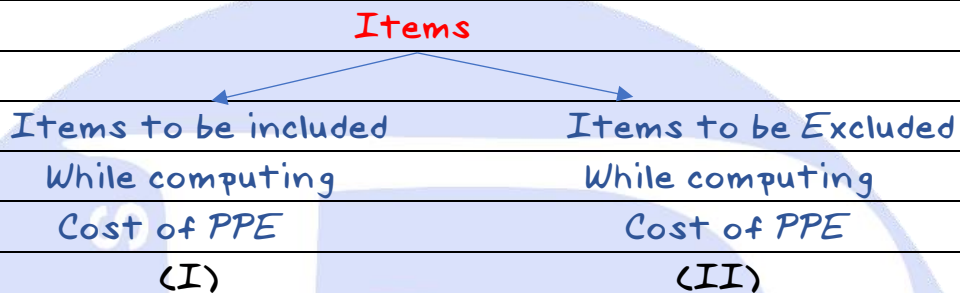 Items
Items to be included
Items to be Excluded
While computing
While computing
Cost of PPE
Cost of PPE
(I)
(II)